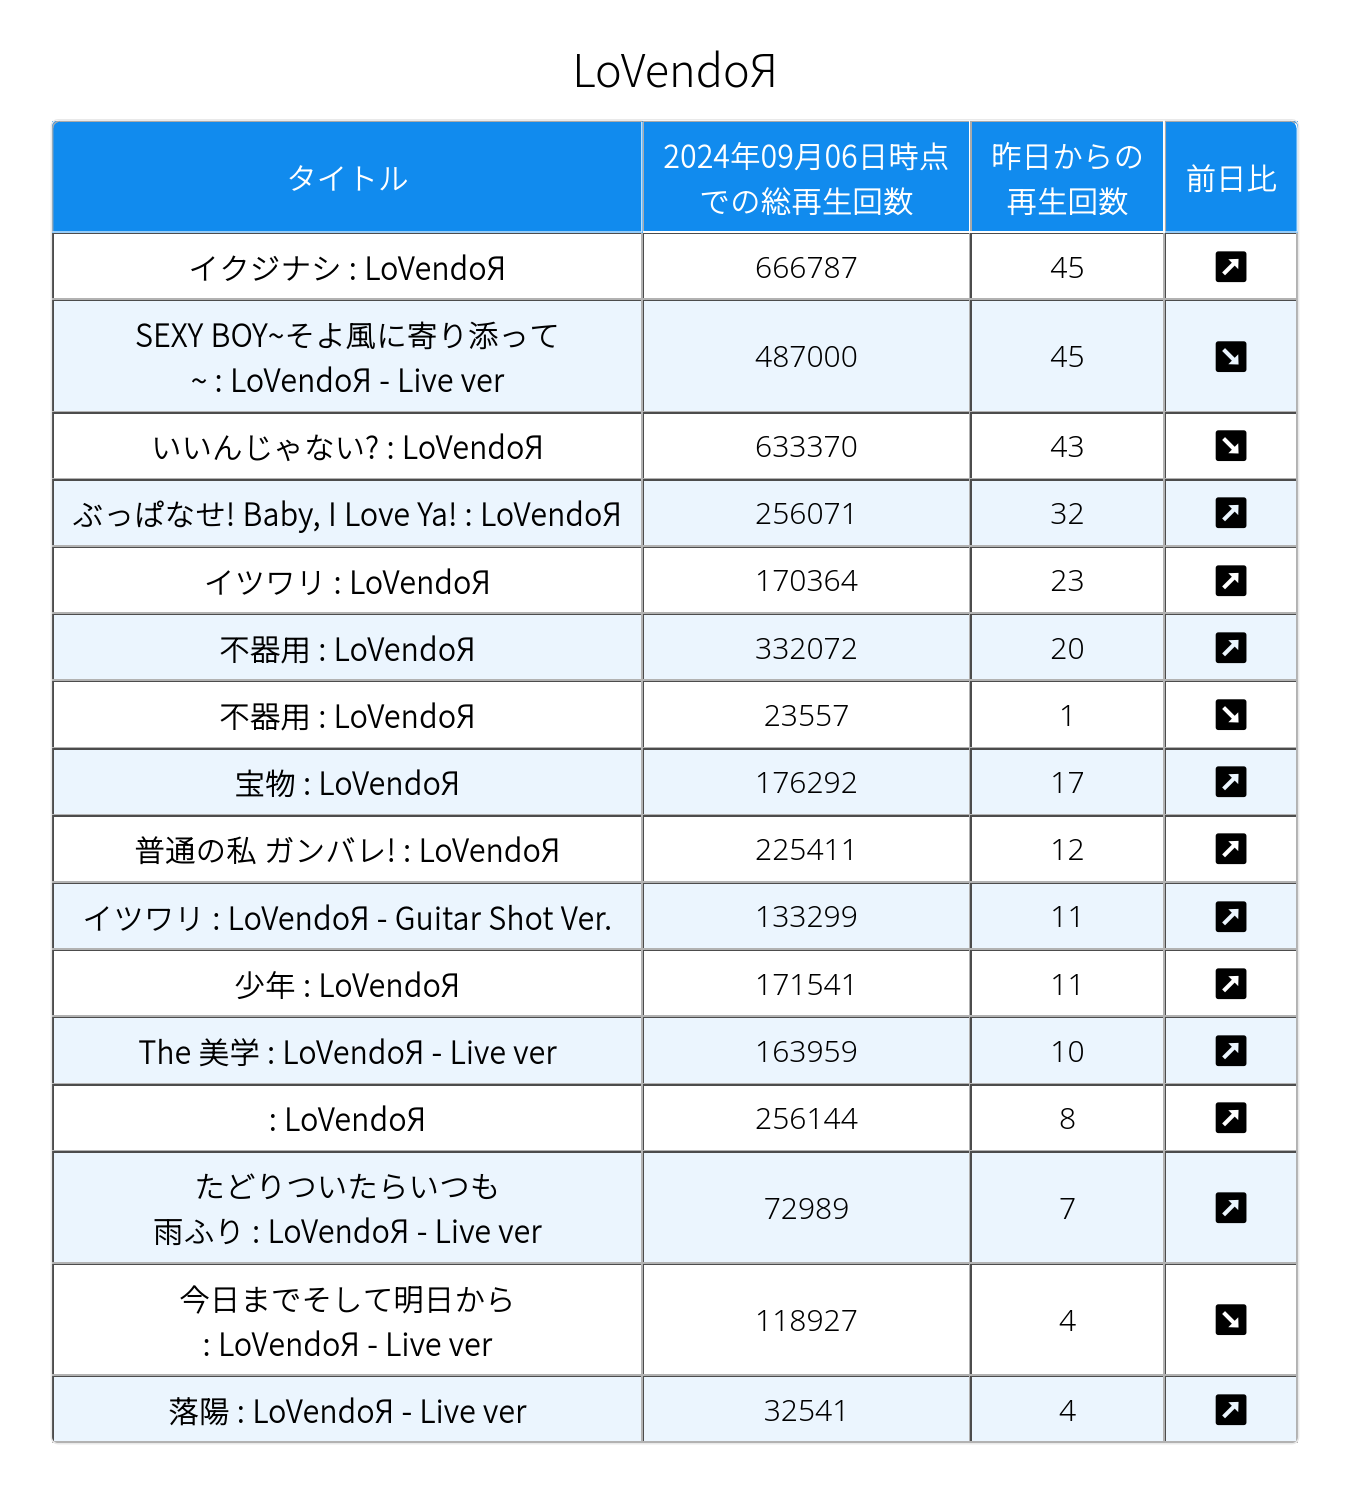 LoVendoЯ
タイトル
2024年09月06日時点
での総再生回数
昨日からの
再生回数
前日比
イクジナシ : LoVendoЯ 666787 45
SEXY BOY~そよ風に寄り添って
~ : LoVendoЯ - Live ver 487000 45
いいんじゃない? : LoVendoЯ 633370 43
ぶっぱなせ! Baby, I Love Ya! : LoVendoЯ 256071 32
イツワリ : LoVendoЯ 170364 23
不器用 : LoVendoЯ 332072 20
不器用 : LoVendoЯ 23557 1
宝物 : LoVendoЯ 176292 17
普通の私 ガンバレ! : LoVendoЯ 225411 12
イツワリ : LoVendoЯ - Guitar Shot Ver. 133299 11
少年 : LoVendoЯ 171541 11
The 美学 : LoVendoЯ - Live ver 163959 10
: LoVendoЯ 256144 8
たどりついたらいつも
雨ふり : LoVendoЯ - Live ver 72989 7
今日までそして明日から
: LoVendoЯ - Live ver 118927 4
落陽 : LoVendoЯ - Live ver 32541 4